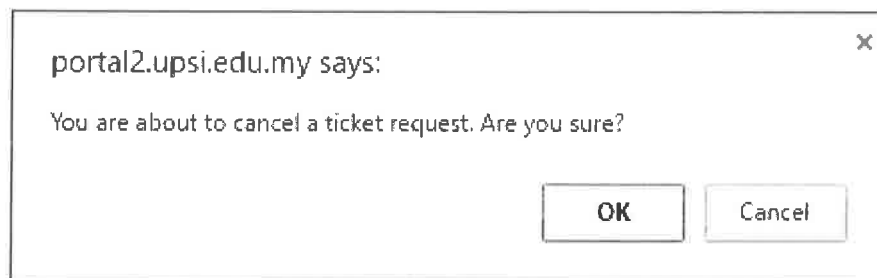 portal2.upsi.edu.my says:
You are about to cancel a ticket request. Are you sure?
OK Cancel